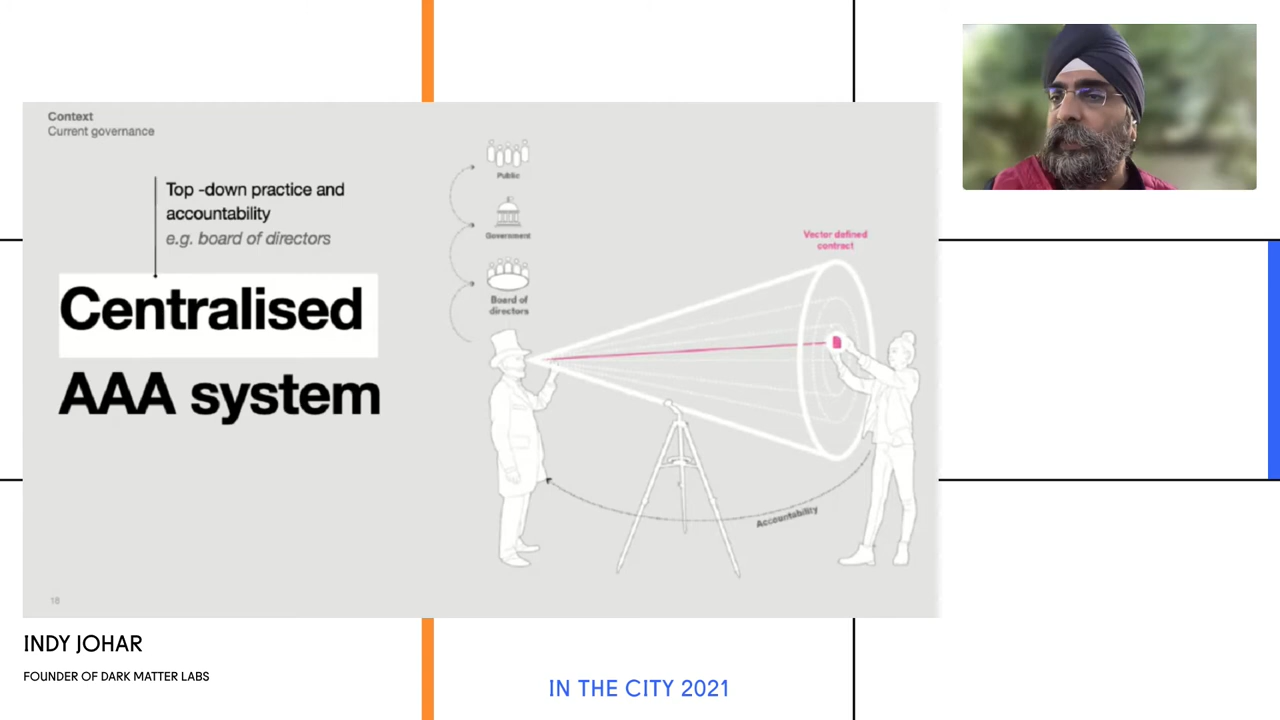 Context
Current governance
Top -down practice and
accountability
e.g. board of directors
Centralised
AAA system
Public
Government
Board of
directors
Vector defined
contract
Accountability
18
INDY JOHAR
FOUNDER OF DARK MATTER LABS
IN THE CITY 2021